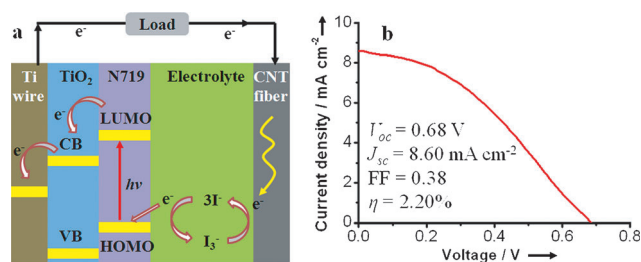 a
Load
e⁻
e⁻
Ti wire
TiO₂
N719
Electrolyte
CNT fiber
LUMO
e⁻
CB
e⁻
hν
e⁻
3I⁻
e⁻
I₃⁻
VB
HOMO
b
Current density / mA cm⁻²
10
8
6
4
2
0
V_oc = 0.68 V
J_sc = 8.60 mA cm⁻²
FF = 0.38
η = 2.20%
0.0 0.2 0.4 0.6 0.8
Voltage / V